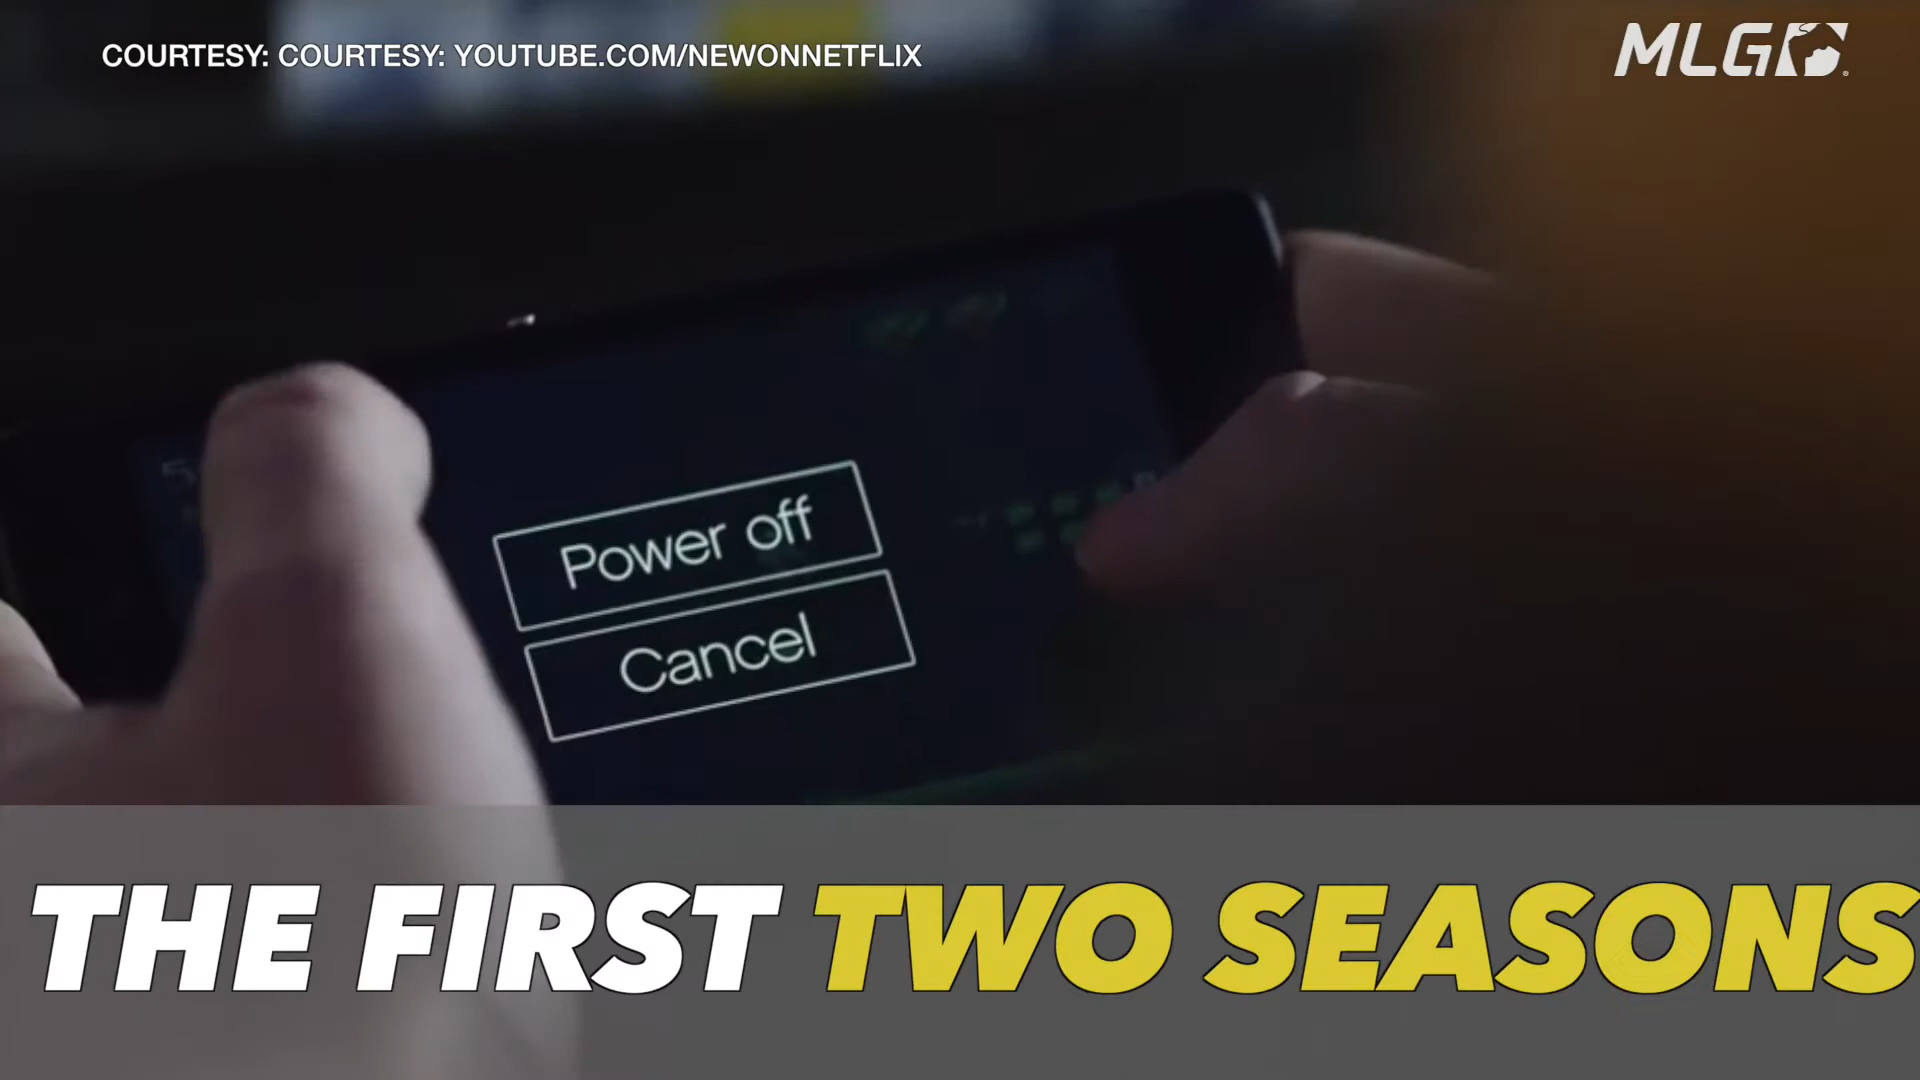 COURTESY: COURTESY: YOUTUBE.COM/NEWONNETFLIX
MLG
Power off
Cancel
THE FIRST TWO SEASONS